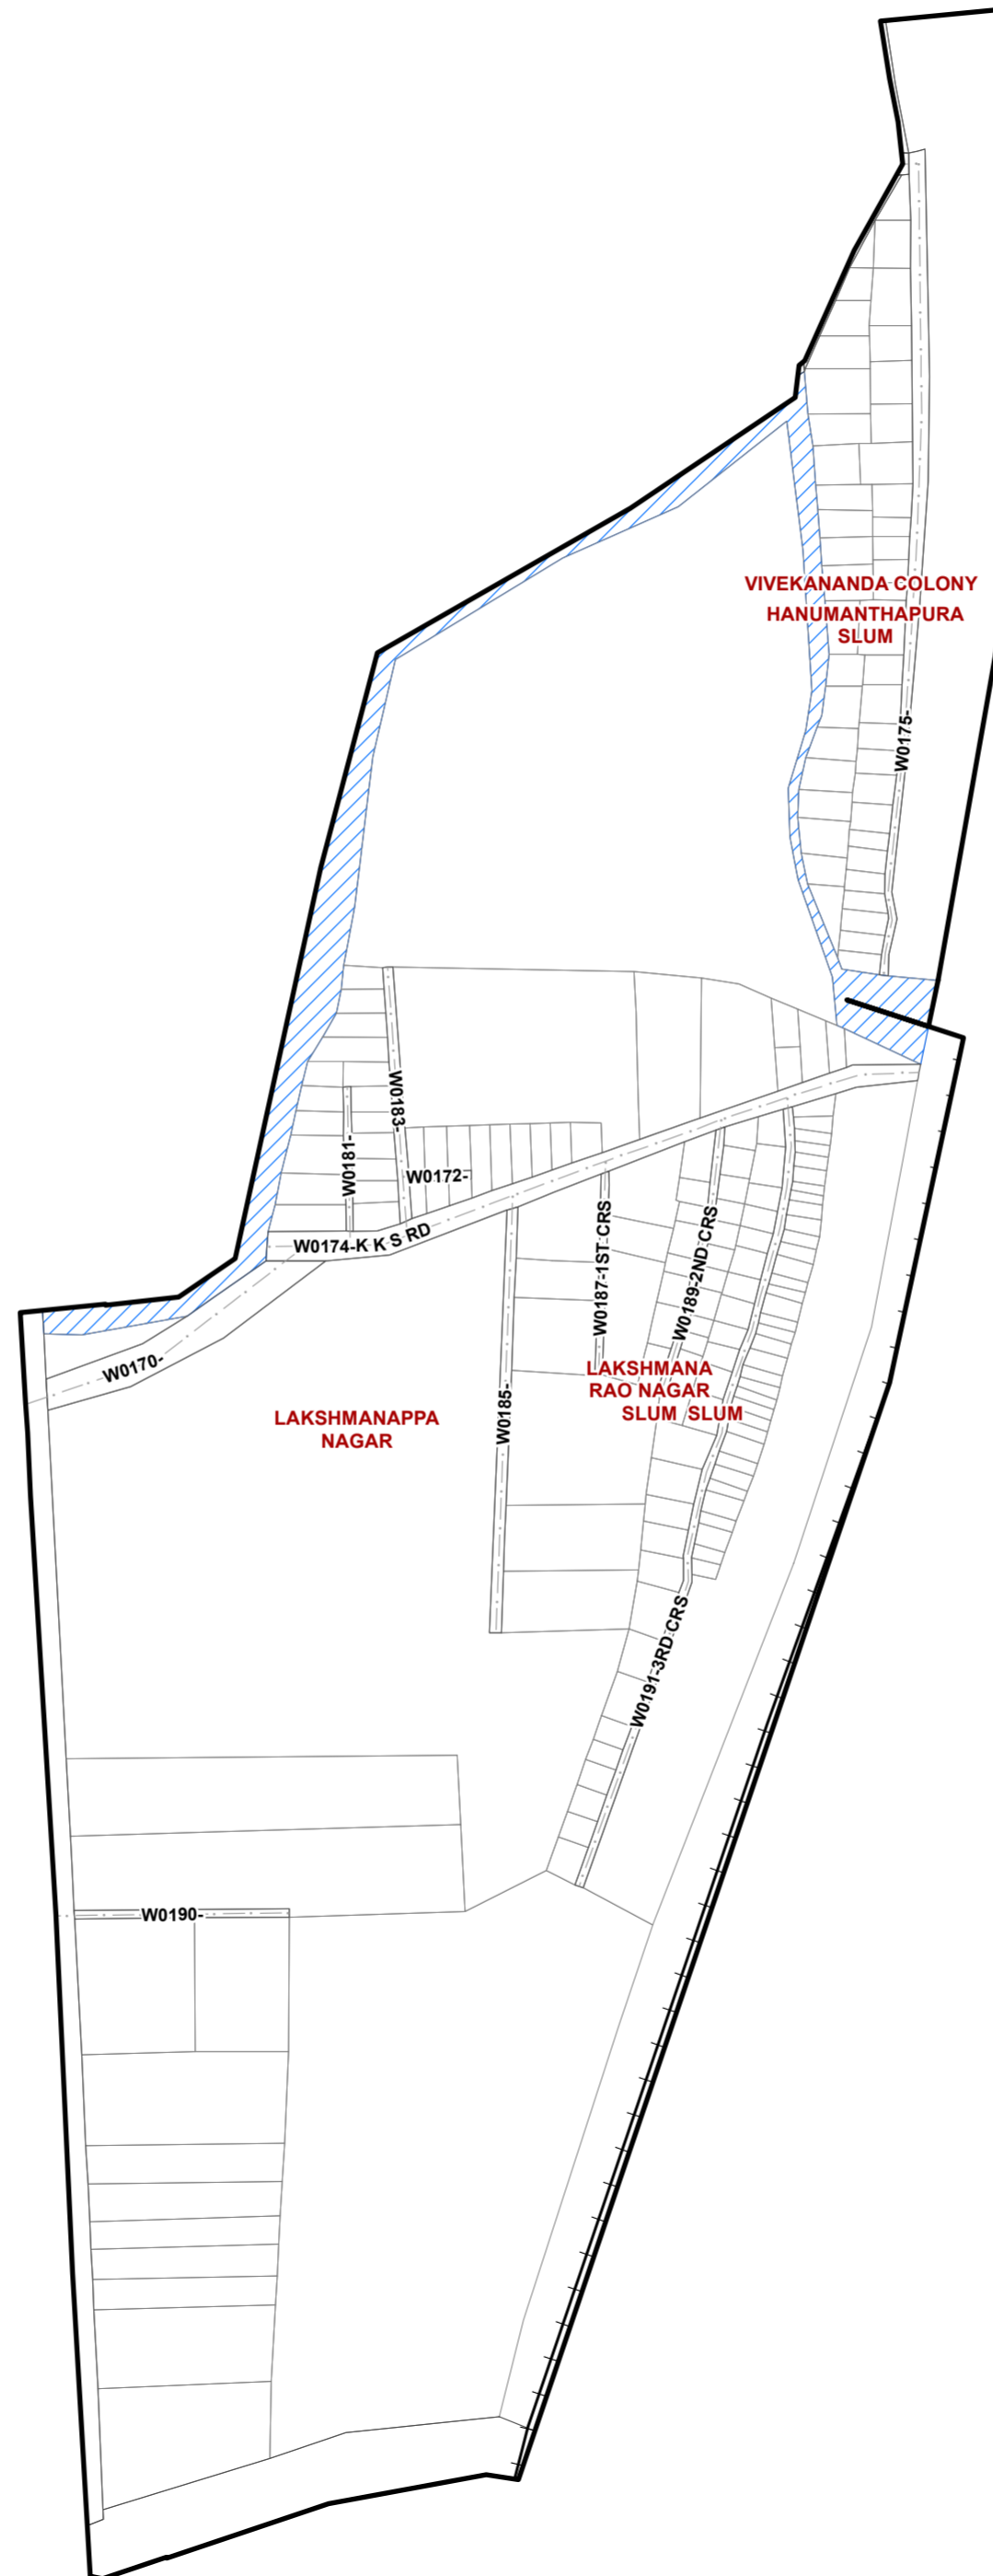 VIVEKANANDA COLONY
HANUMANTHAPURA
SLUM
W0175-
W0183-
W0181-
W0172-
W0174-K K S RD
W0187-1ST CRS
W0189-2ND CRS
W0170-
LAKSHMANA
RAO NAGAR
SLUM SLUM
W0185-
LAKSHMANAPPA
NAGAR
W0191-3RD CRS
W0190-